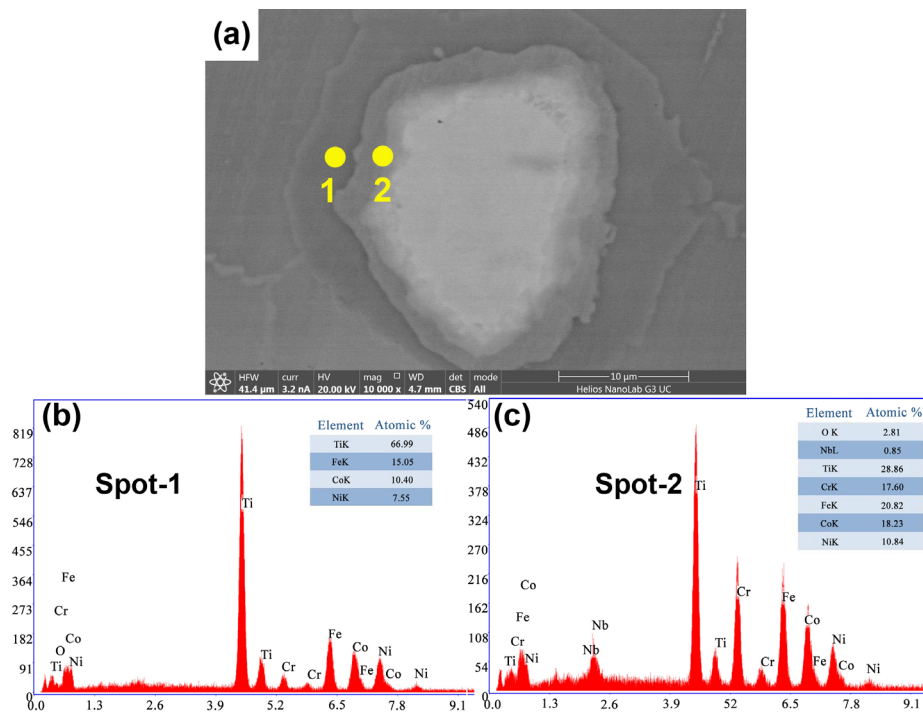 (a)
1 2
HFW curr HV mag WD det mode
41.4 µm 3.2 nA 20.00 kV 10 000 x 4.7 mm CBS All
10 µm
Helios NanoLab G3 UC
(b)
Spot-1
Element Atomic %
TiK 66.99
FeK 15.05
CoK 10.40
NiK 7.55
819
728
637
546
455
364
273
182
91
0
Fe
Cr
O Co
Ti Ni
Ti
Ti
Cr
Cr
Fe
Co
Fe
Ni
Co
Ni
0.0 1.3 2.6 3.9 5.2 6.5 7.8 9.1
(c)
Spot-2
Element Atomic %
O K 2.81
NbL 0.85
TiK 28.86
CrK 17.60
FeK 20.82
CoK 18.23
NiK 10.84
540
486
432
378
324
270
216
162
108
54
0
Co
Fe
Cr
Ti Ni
Nb
Nb
Ti
Ti
Cr
Cr
Fe
Co
Fe
Ni
Co
Ni
0.0 1.3 2.6 3.9 52 6.5 7.8 9.1